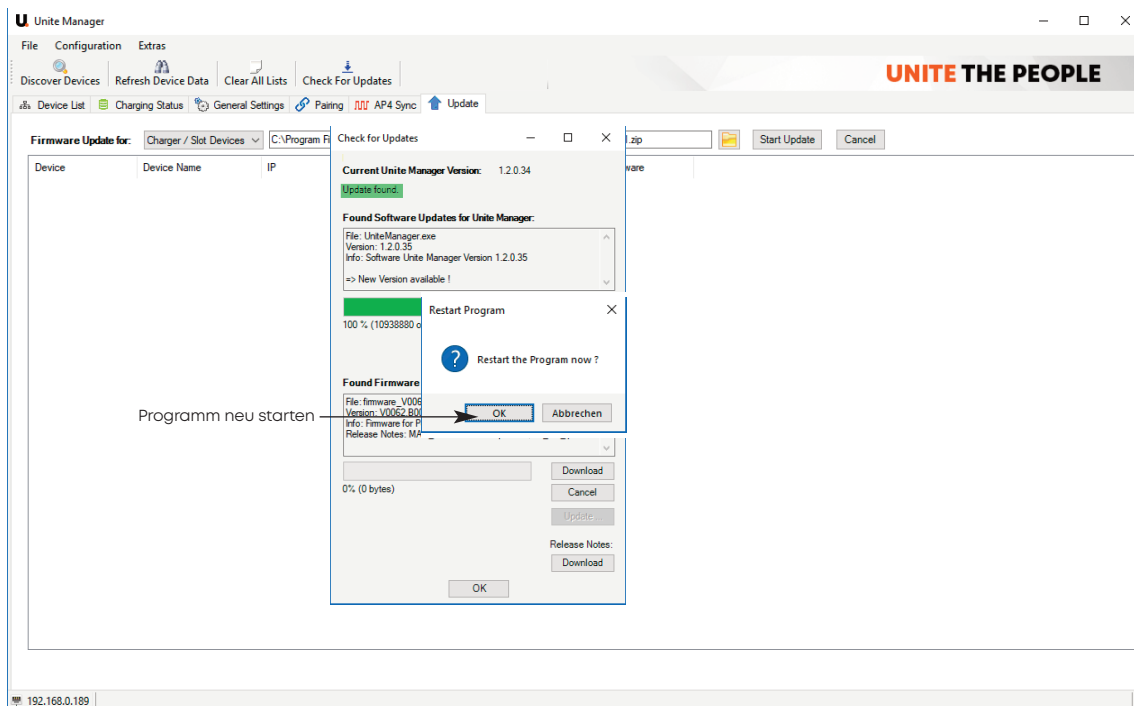 Unite Manager
File Configuration Extras
Discover Devices Refresh Device Data Clear All Lists Check For Updates
UNITE THE PEOPLE
Device List Charging Status General Settings Pairing AP4 Sync Update
Firmware Update for: Charger / Slot Devices C:\Program Fi .zip Start Update Cancel
Device Device Name IP ware
Check for Updates
Current Unite Manager Version: 1.2.0.34
Update found.
Found Software Updates for Unite Manager:
File: UniteManager.exe
Version: 1.2.0.35
Info: Software Unite Manager Version 1.2.0.35
=> New Version available !
100 % (10938880 o
Restart Program
Restart the Program now ?
OK Abbrechen
Programm neu starten
Found Firmware
File: firmware_V006
Version: V0062.B00
Info: Firmware for P
Release Notes: MA
Download
0% (0 bytes)
Cancel
Update ...
Release Notes:
Download
OK
192.168.0.189